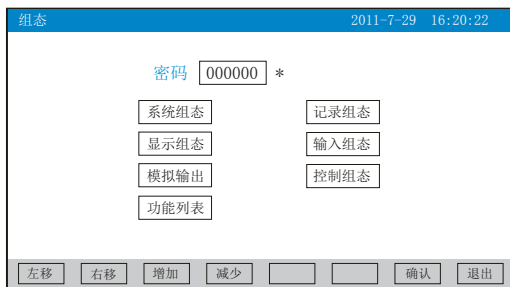 组态 2011-7-29 16:20:22
密码 000000 *
系统组态 记录组态
显示组态 输入组态
模拟输出 控制组态
功能列表
左移 右移 增加 减少 确认 退出